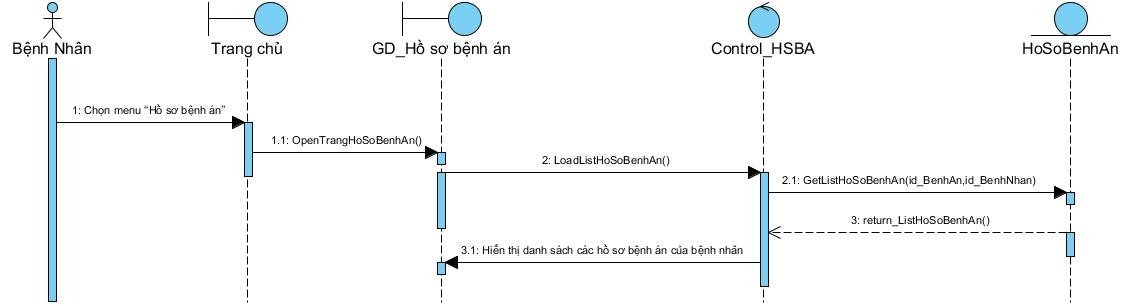 Bệnh Nhân
Trang chủ
GD_Hồ sơ bệnh án
Control_HSBA
HoSoBenhAn
1: Chọn menu “Hồ sơ bệnh án”
1.1: OpenTrangHoSoBenhAn()
2: LoadListHoSoBenhAn()
2.1: GetListHoSoBenhAn(id_BenhAn,id_BenhNhan)
3: return_ListHoSoBenhAn()
3.1: Hiển thị danh sách các hồ sơ bệnh án của bệnh nhân